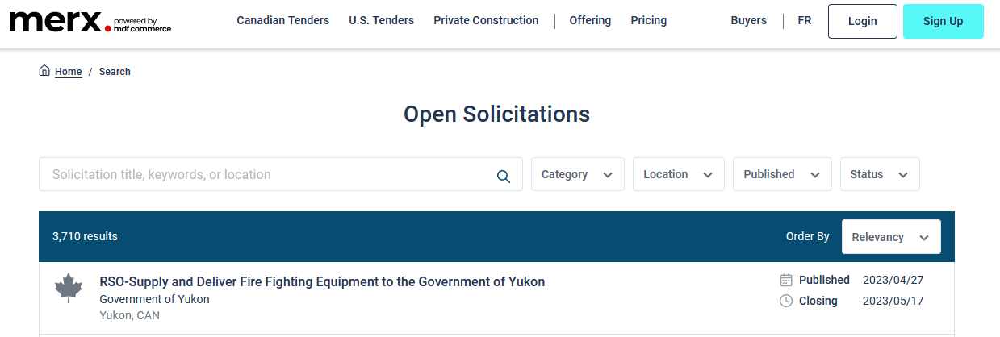 merx. powered by mdf commerce
Canadian Tenders U.S. Tenders Private Construction | Offering Pricing Buyers | FR Login Sign Up
Home / Search
Open Solicitations
Solicitation title, keywords, or location Category Location Published Status
3,710 results Order By Relevancy
RSO-Supply and Deliver Fire Fighting Equipment to the Government of Yukon Published 2023/04/27
Government of Yukon Closing 2023/05/17
Yukon, CAN